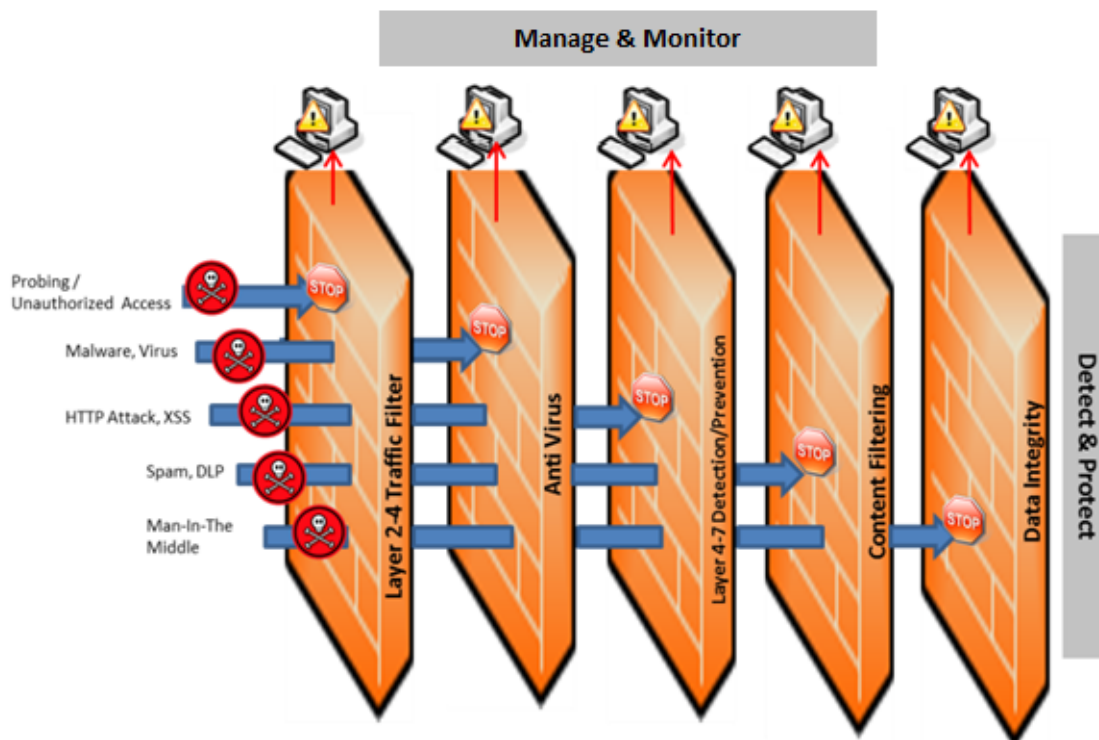 Manage & Monitor
Probing /
Unauthorized Access
STOP
Malware, Virus
STOP
HTTP Attack, XSS
STOP
Spam, DLP
STOP
Man-In-The
Middle
STOP
Layer 2-4 Traffic Filter
Anti Virus
Layer 4-7 Detection/Prevention
Content Filtering
Data Integrity
Detect & Protect